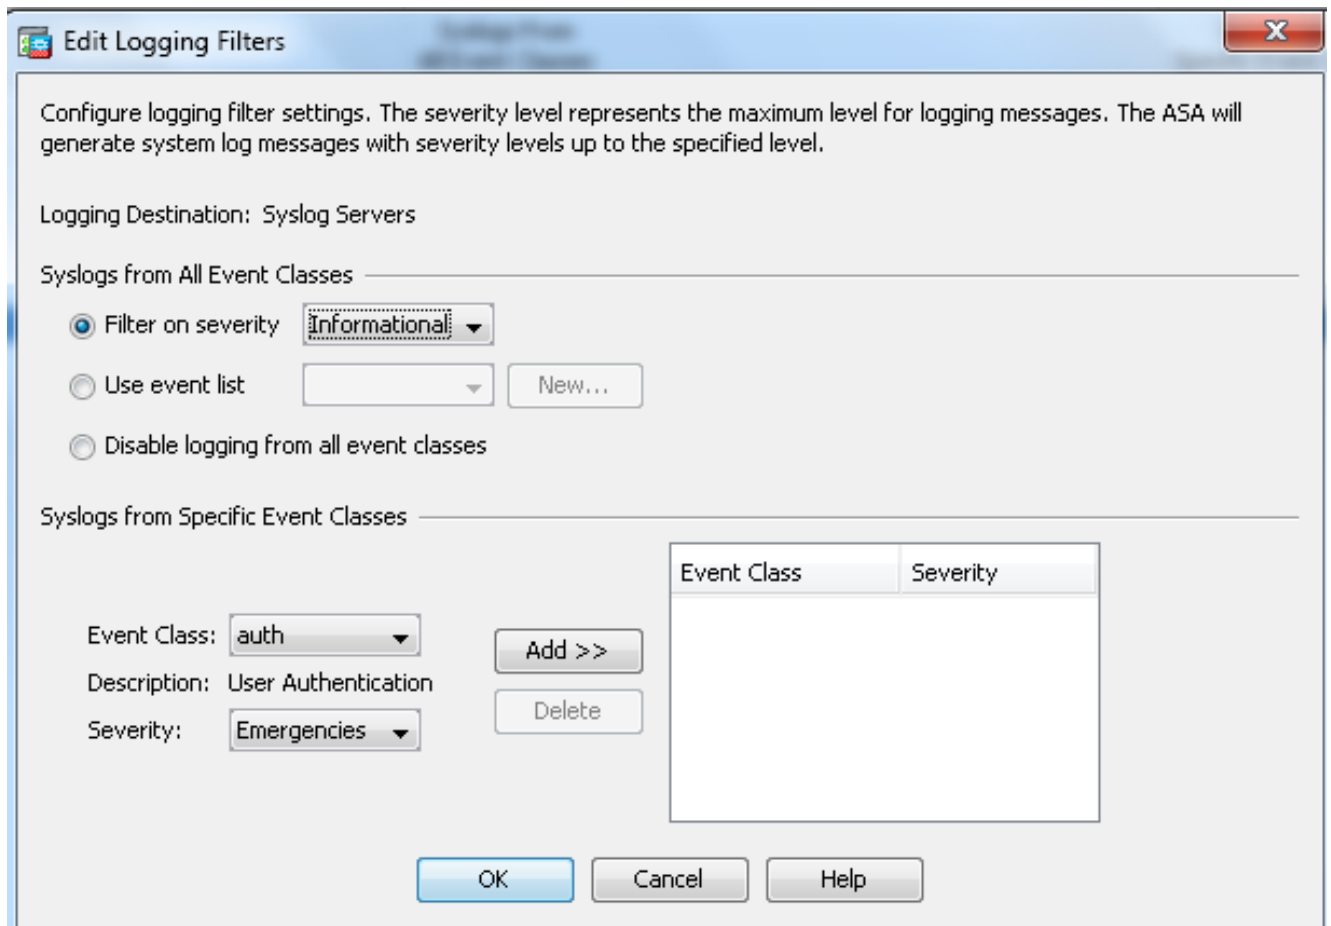 Edit Logging Filters
Configure logging filter settings. The severity level represents the maximum level for logging messages. The ASA will
generate system log messages with severity levels up to the specified level.
Logging Destination: Syslog Servers
Syslogs from All Event Classes
Filter on severity Informational
Use event list New...
Disable logging from all event classes
Syslogs from Specific Event Classes
Event Class Severity
Event Class: auth Add >>
Description: User Authentication
Delete
Severity: Emergencies
OK Cancel Help